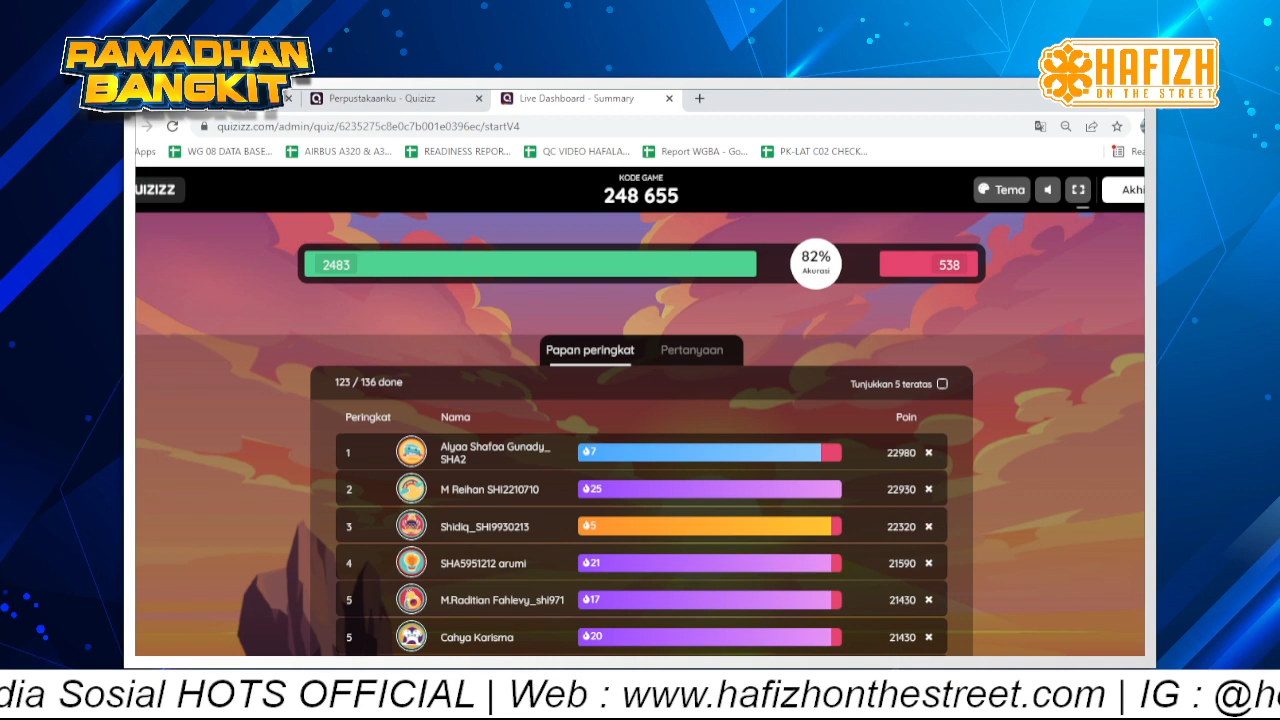 RAMADHAN
BANGKIT
HAFIZH
ON THE STREET
Perpustakaanku - Quizizz
Live Dashboard - Summary
quizizz.com/admin/quiz/6235275c8e0c7b001e0396ec/startV4
Apps
WG 08 DATA BASE...
AIRBUS A320 & A3...
READINESS REPOR...
QC VIDEO HAFALA...
Report WGBA - Go...
PK-LAT C02 CHECK...
Rea
UIZIZZ
KODE GAME
248 655
Tema
Akhi
2483
82%
Akurasi
538
Papan peringkat
Pertanyaan
123 / 136 done
Tunjukkan 5 teratas
Peringkat
Nama
Poin
1
Alyaa Shafaa Gunady_
SHA2
7
22980
2
M Reihan SHI2210710
25
22930
3
Shidiq_SHI9930213
5
22320
4
SHA5951212 arumi
21
21590
5
M.Raditian Fahlevy_shi971
17
21430
5
Cahya Karisma
20
21430
dia Sosial HOTS OFFICIAL | Web : www.hafizhonthestreet.com | IG : @ha